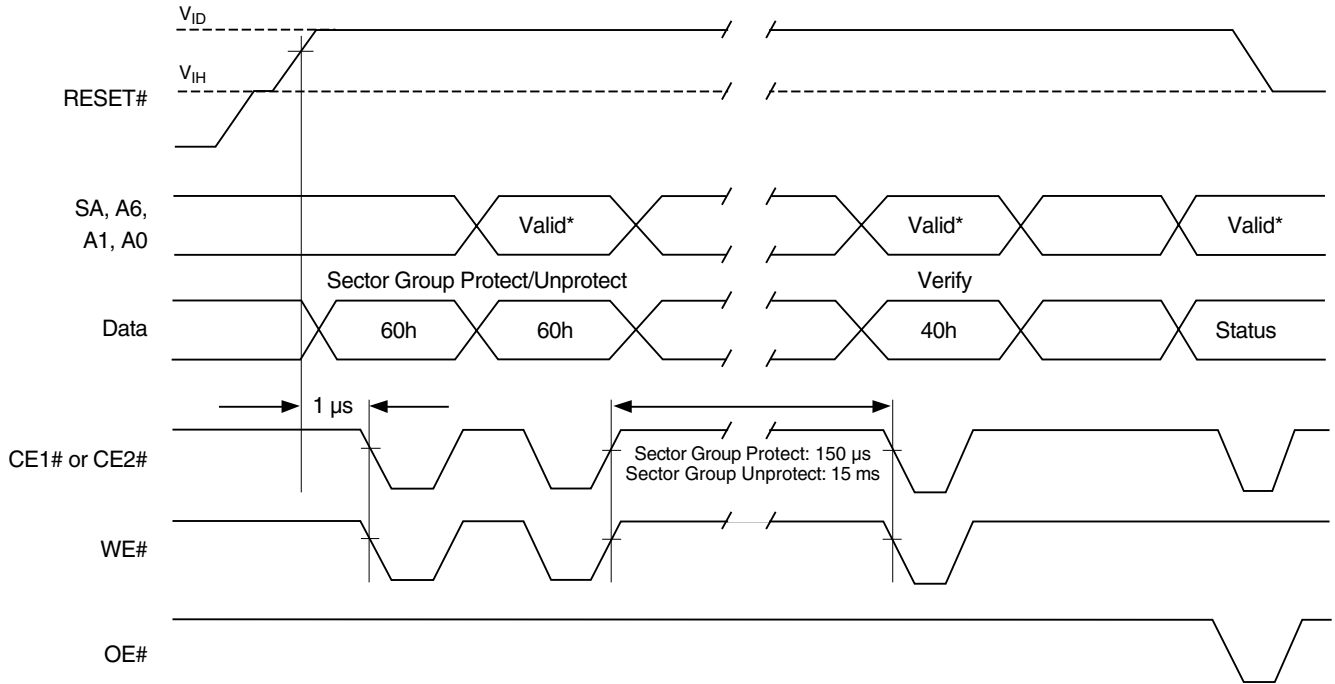 VID
VIH
RESET#
SA, A6,
A1, A0
Valid*
Valid*
Valid*
Sector Group Protect/Unprotect
Verify
Data
60h
60h
40h
Status
1 µs
CE1# or CE2#
Sector Group Protect: 150 µs
Sector Group Unprotect: 15 ms
WE#
OE#